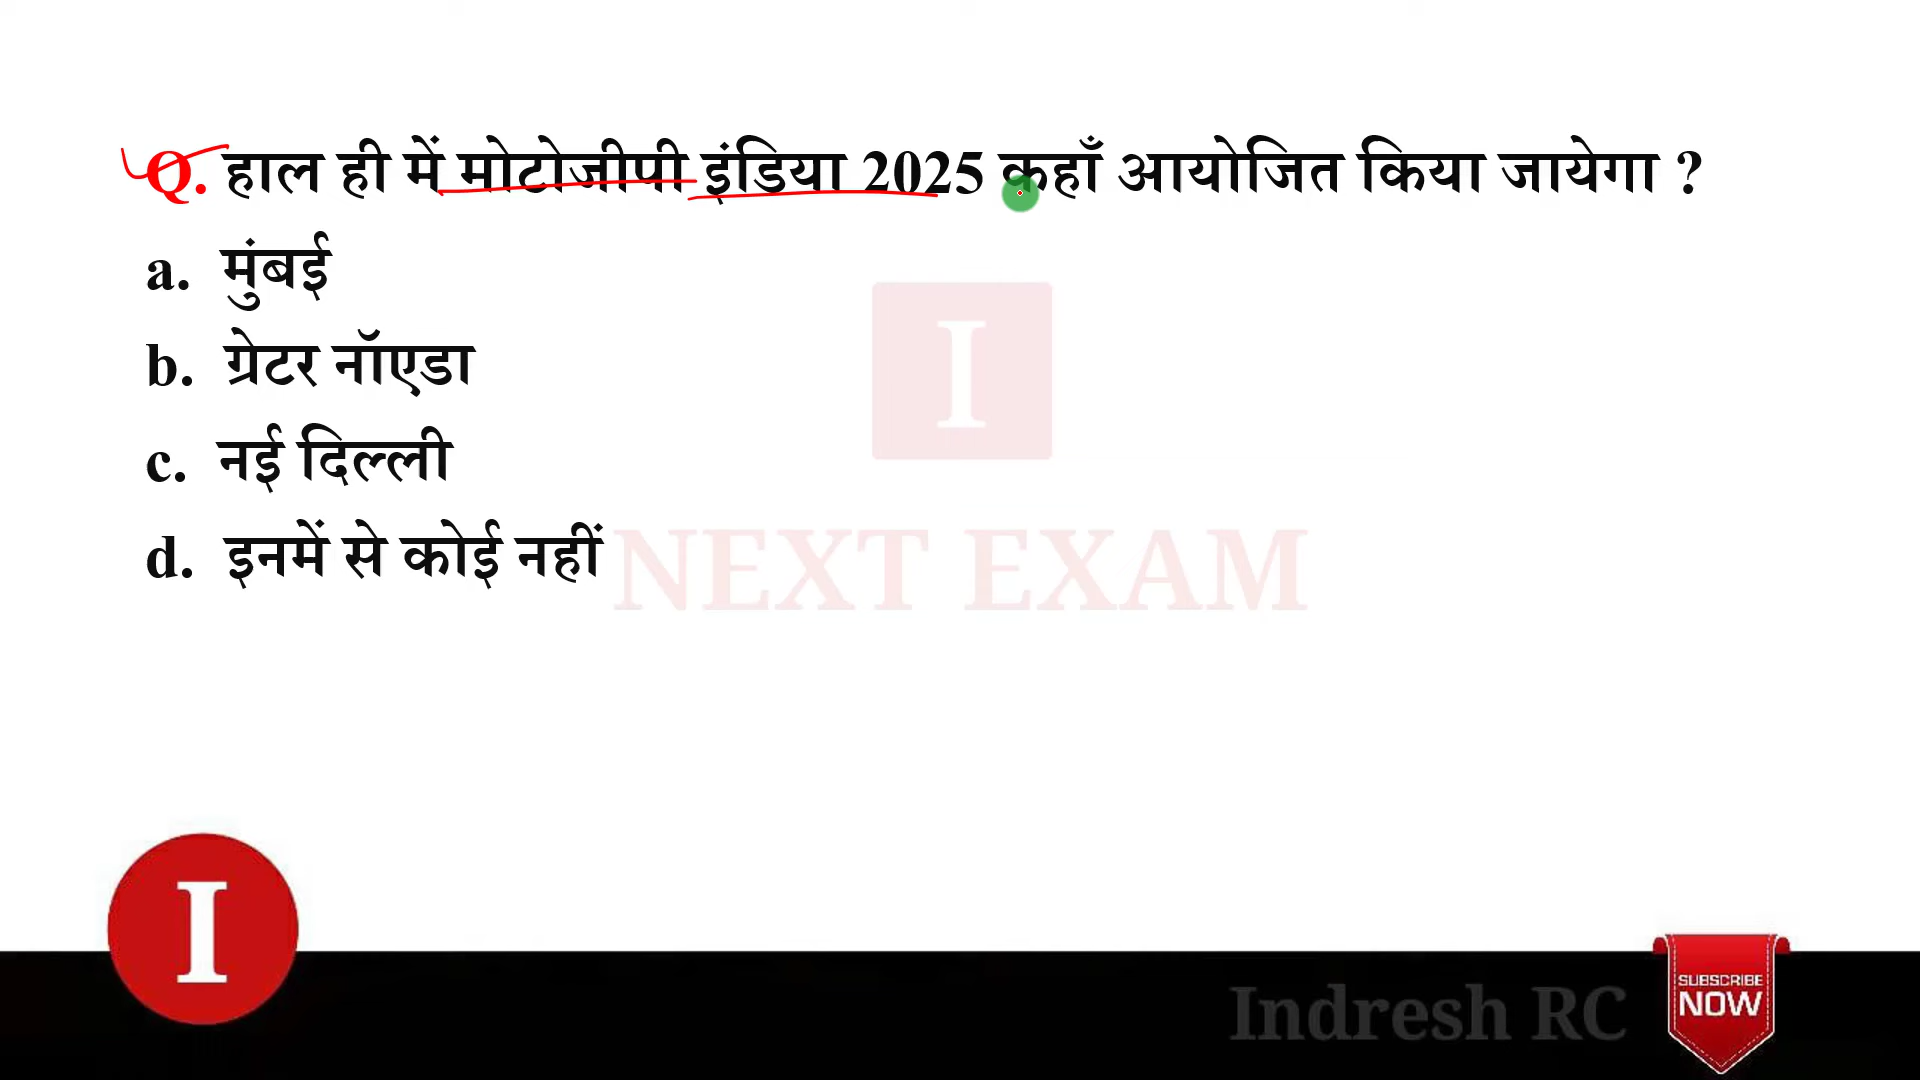 Q. हाल ही में मोटोजीपी इंडिया 2025 कहाँ आयोजित किया जायेगा ?
a. मुंबई
b. ग्रेटर नॉएडा
c. नई दिल्ली
d. इनमें से कोई नहीं
I
NEXT EXAM
I
Indresh RC
SUBSCRIBE
NOW